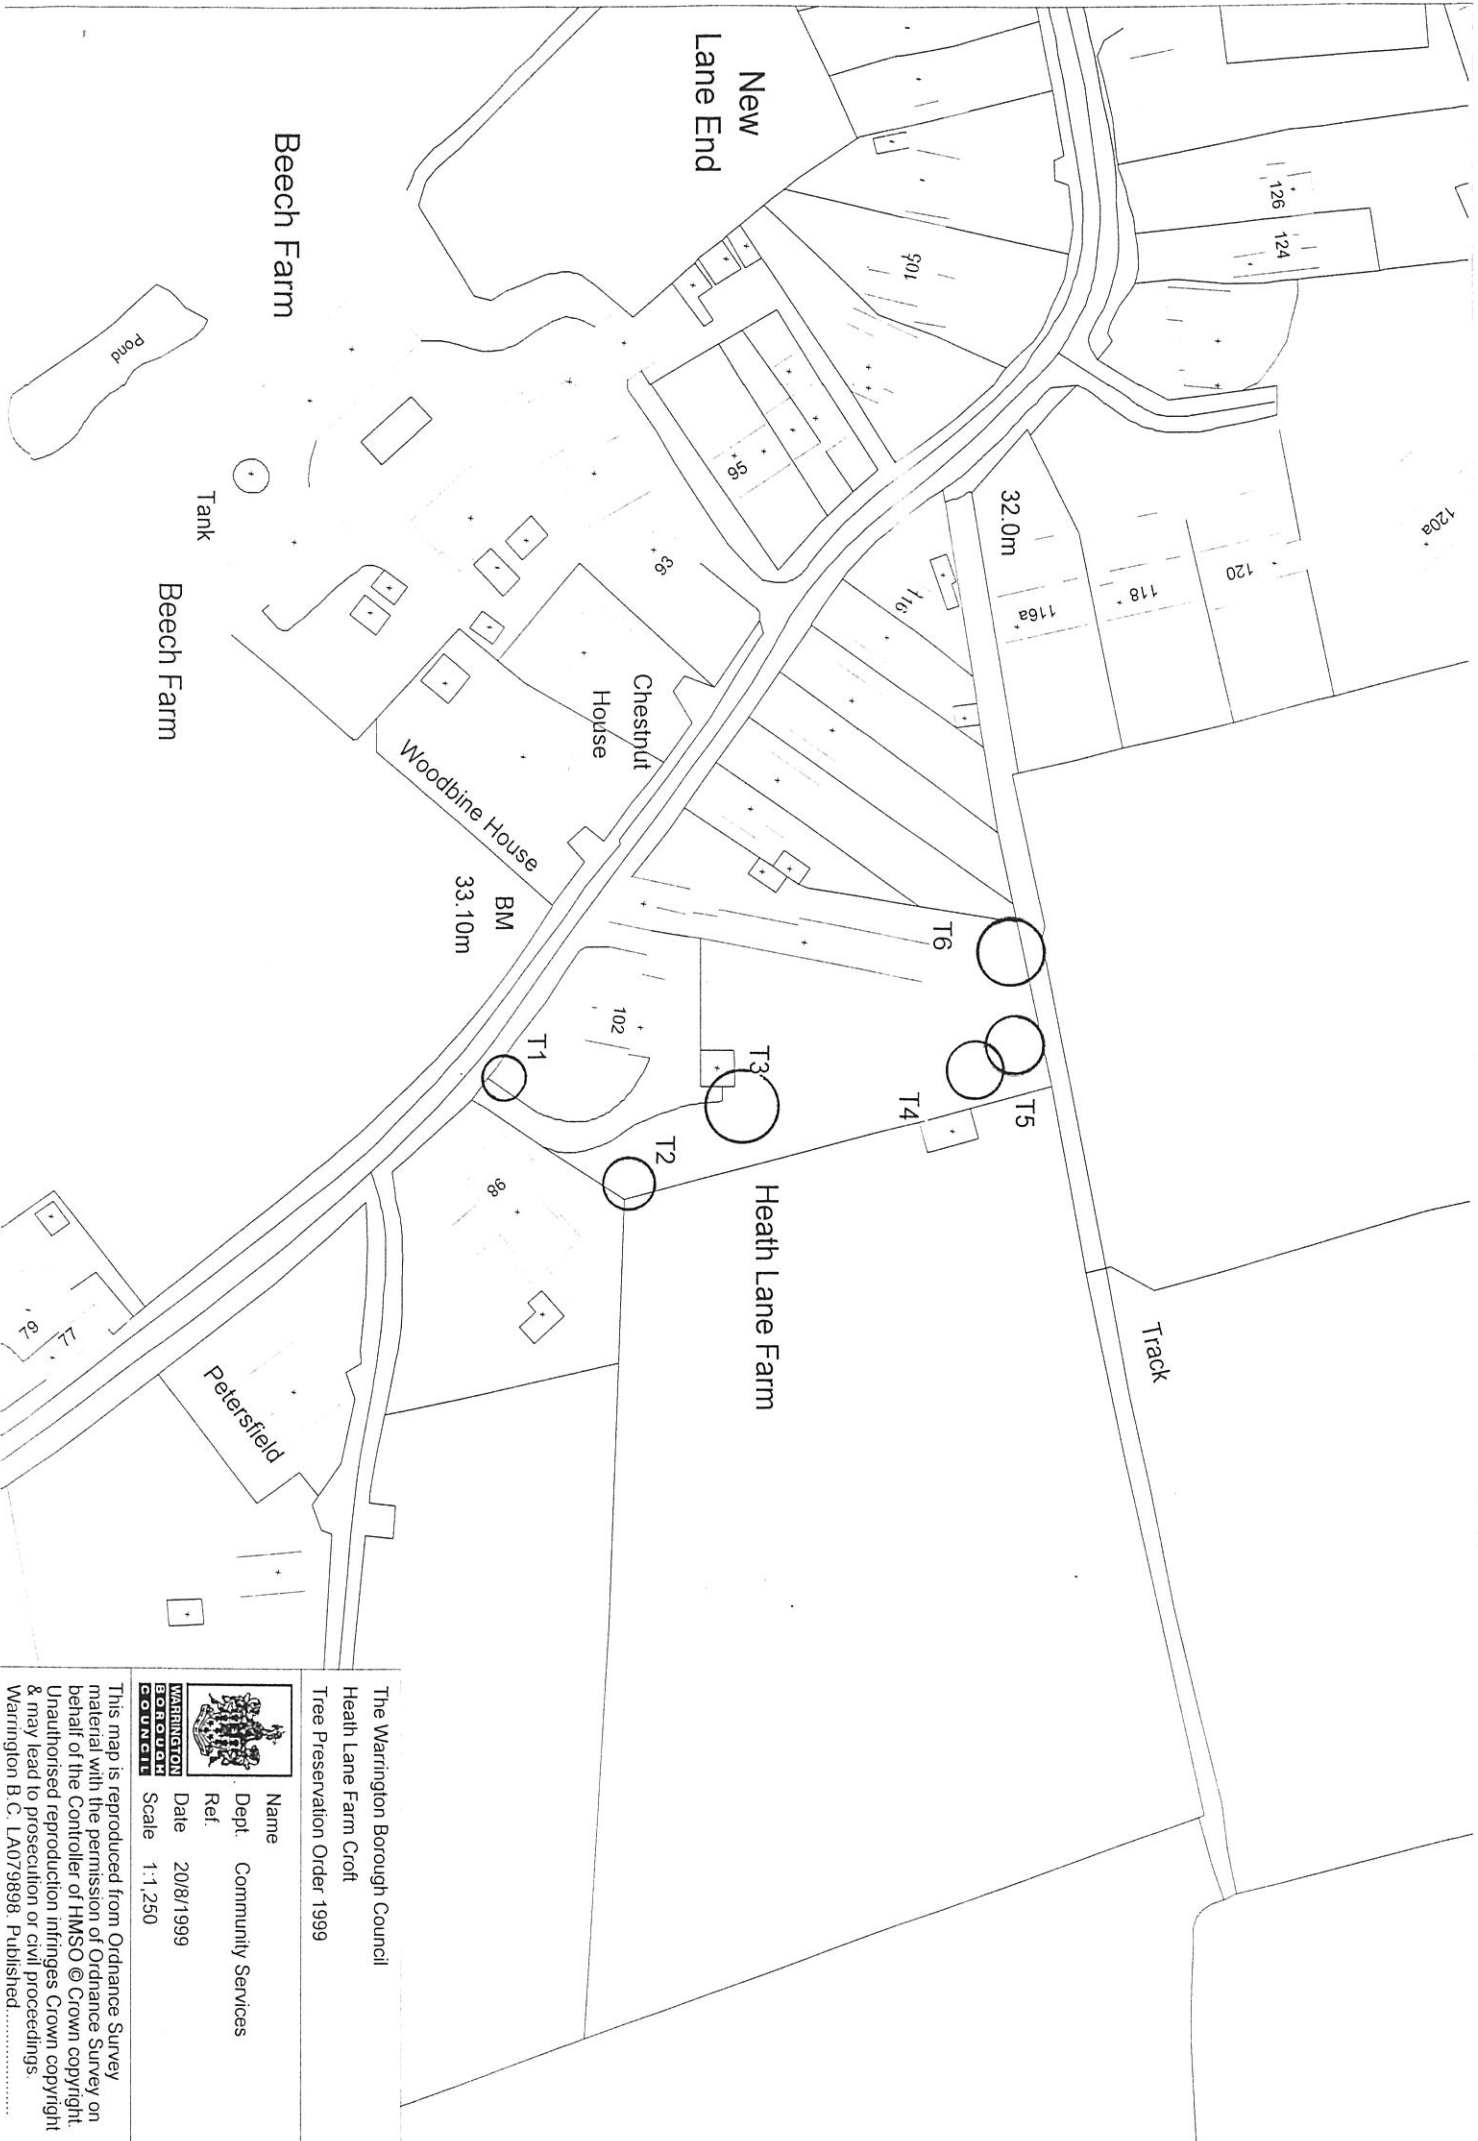 New
Lane End
Beech Farm
Pond
Tank
Beech Farm
126
124
105
95
93
32.0m
120a
120
118
116a
116
Chestnut
House
Woodbine House
BM
33.10m
T6
T5
T4
T3
T2
T1
102
98
Heath Lane Farm
Track
79
77
Petersfield
The Warrington Borough Council
Heath Lane Farm Croft
Tree Preservation Order 1999
WARRINGTON
BOROUGH
COUNCIL
Name
Dept. Community Services
Ref.
Date 20/8/1999
Scale 1:1,250
This map is reproduced from Ordnance Survey
material with the permission of Ordnance Survey on
behalf of the Controller of HMSO © Crown copyright.
Unauthorised reproduction infringes Crown copyright
& may lead to prosecution or civil proceedings.
Warrington B.C. LA079898. Published..............